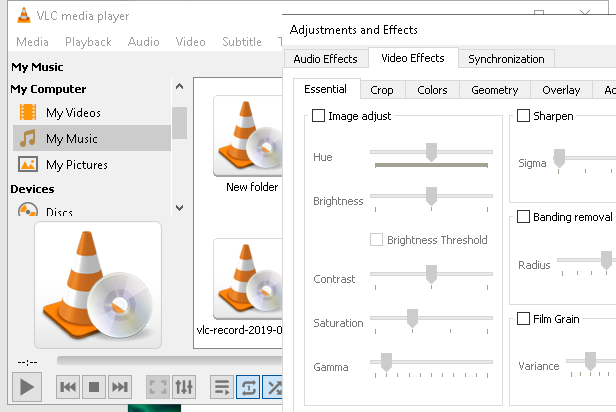 VLC media player
Media Playback Audio Video Subtitle
My Music
My Computer
My Videos
My Music
My Pictures
Devices
Discs
New folder
vlc-record-2019-0
--:--
Adjustments and Effects
Audio Effects Video Effects Synchronization
Essential Crop Colors Geometry Overlay
Image adjust
Hue
Brightness
Brightness Threshold
Contrast
Saturation
Gamma
Sharpen
Sigma
Banding removal
Radius
Film Grain
Variance